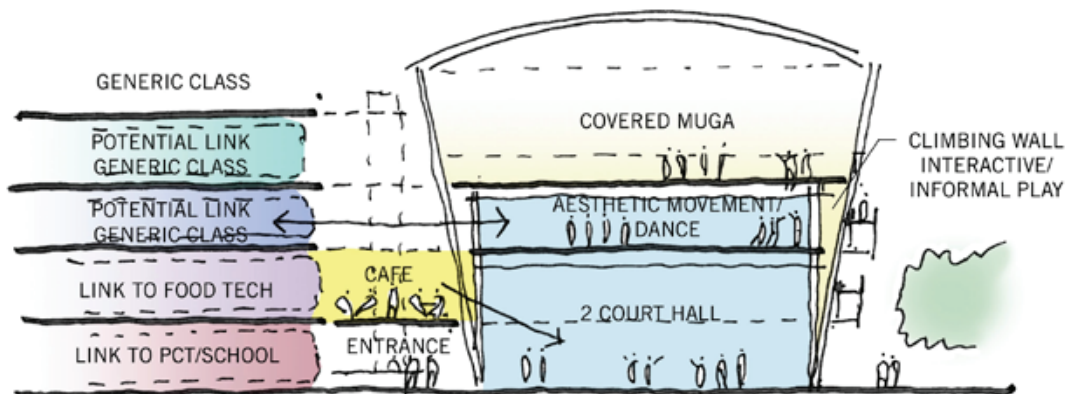 GENERIC CLASS
POTENTIAL LINK
GENERIC CLASS
POTENTIAL LINK
GENERIC CLASS
LINK TO FOOD TECH
LINK TO PCT/SCHOOL
CAFE
ENTRANCE
COVERED MUGA
AESTHETIC MOVEMENT/
DANCE
2 COURT HALL
CLIMBING WALL
INTERACTIVE/
INFORMAL PLAY